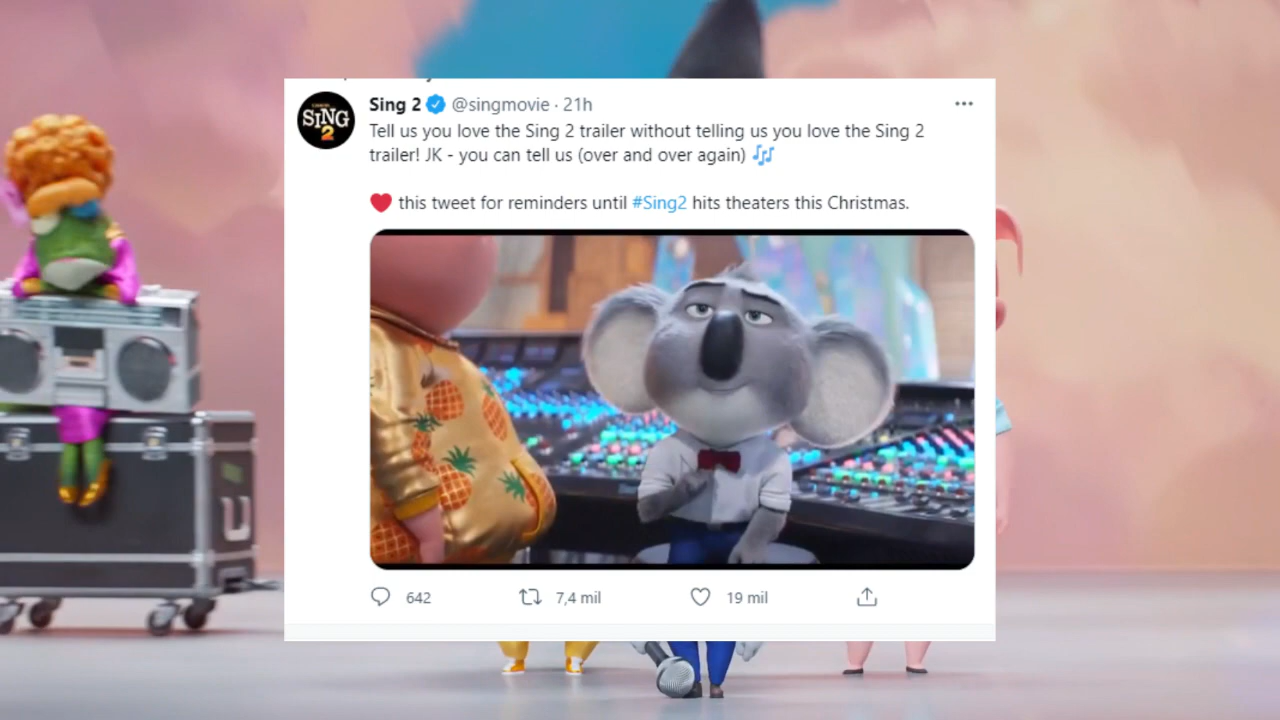 SING
2
Sing 2 @singmovie · 21h
Tell us you love the Sing 2 trailer without telling us you love the Sing 2
trailer! JK - you can tell us (over and over again) 🎶
❤️ this tweet for reminders until #Sing2 hits theaters this Christmas.
642 7,4 mil 19 mil